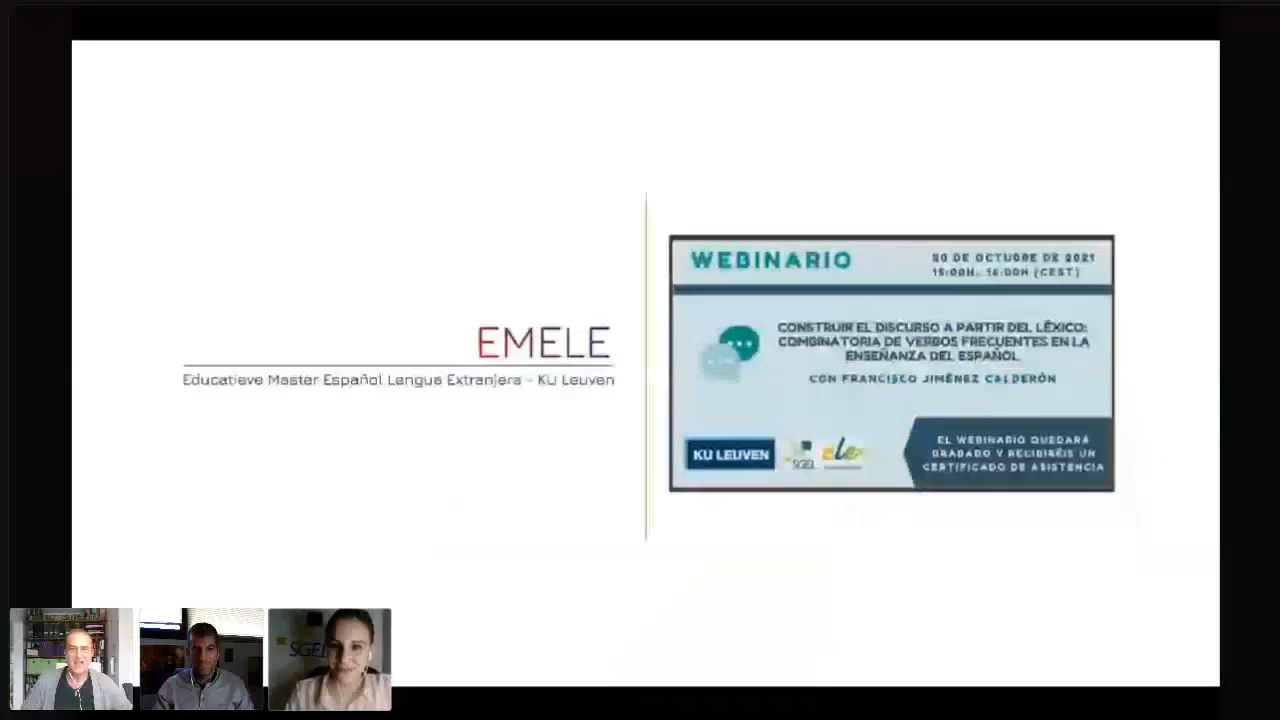 EMELE
Educatieve Master Español Lengua Extranjera - KU Leuven
WEBINARIO
30 DE OCTUBRE DE 2021
15:00H- 16:00H (CEST)
CONSTRUIR EL DISCURSO A PARTIR DEL LÉXICO:
COMBINATORIA DE VERBOS FRECUENTES EN LA
ENSEÑANZA DEL ESPAÑOL
CON FRANCISCO JIMÉNEZ CALDERÓN
KU LEUVEN
SGEL
ele
EL WEBINARIO QUEDARÁ
GRABADO Y RECIBIRÉIS UN
CERTIFICADO DE ASISTENCIA
SGEL